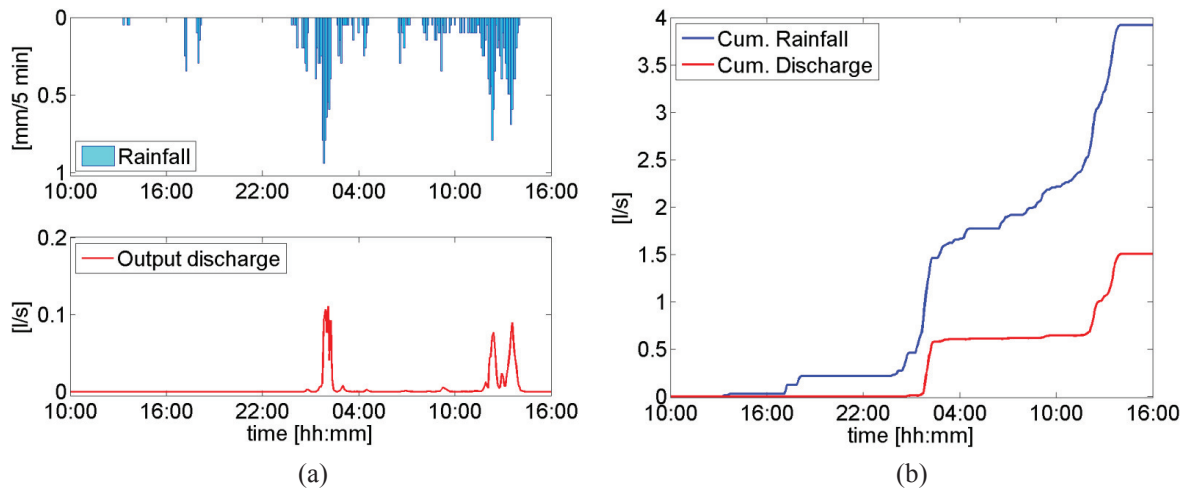 0
0.5
1
[mm/5 min]
Rainfall
10:00 16:00 22:00 04:00 10:00 16:00
0.2
0.1
0
[l/s]
Output discharge
10:00 16:00 22:00 04:00 10:00 16:00
time [hh:mm]
(a)
4
3.5
3
2.5
2
1.5
1
0.5
0
[l/s]
Cum. Rainfall
Cum. Discharge
10:00 16:00 22:00 04:00 10:00 16:00
time [hh:mm]
(b)